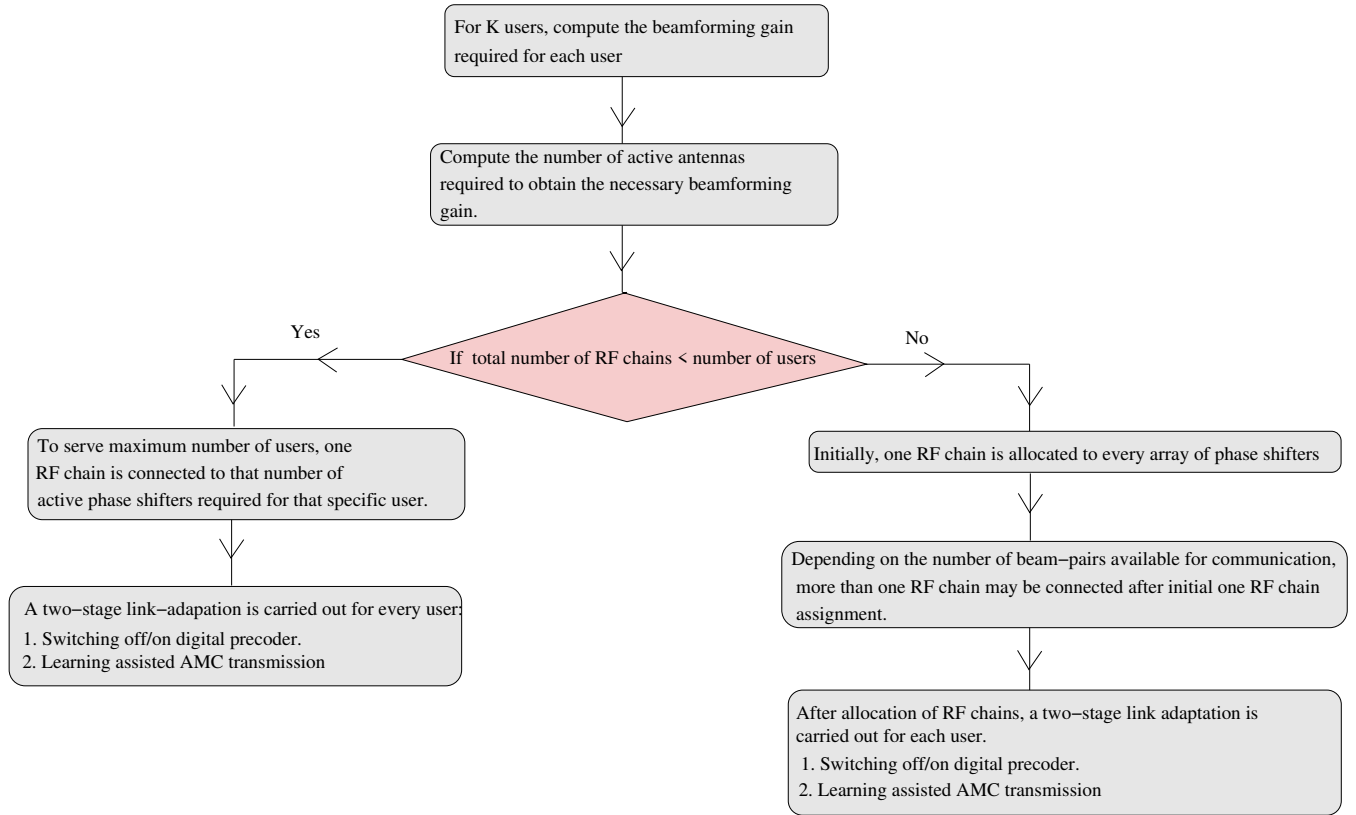 For K users, compute the beamforming gain
required for each user
Compute the number of active antennas
required to obtain the necessary beamforming
gain.
If total number of RF chains < number of users
Yes
No
To serve maximum number of users, one
RF chain is connected to that number of
active phase shifters required for that specific user.
A two−stage link−adapation is carried out for every user:
1. Switching off/on digital precoder.
2. Learning assisted AMC transmission
Initially, one RF chain is allocated to every array of phase shifters
Depending on the number of beam−pairs available for communication,
more than one RF chain may be connected after initial one RF chain
assignment.
After allocation of RF chains, a two−stage link adaptation is
carried out for each user.
1. Switching off/on digital precoder.
2. Learning assisted AMC transmission